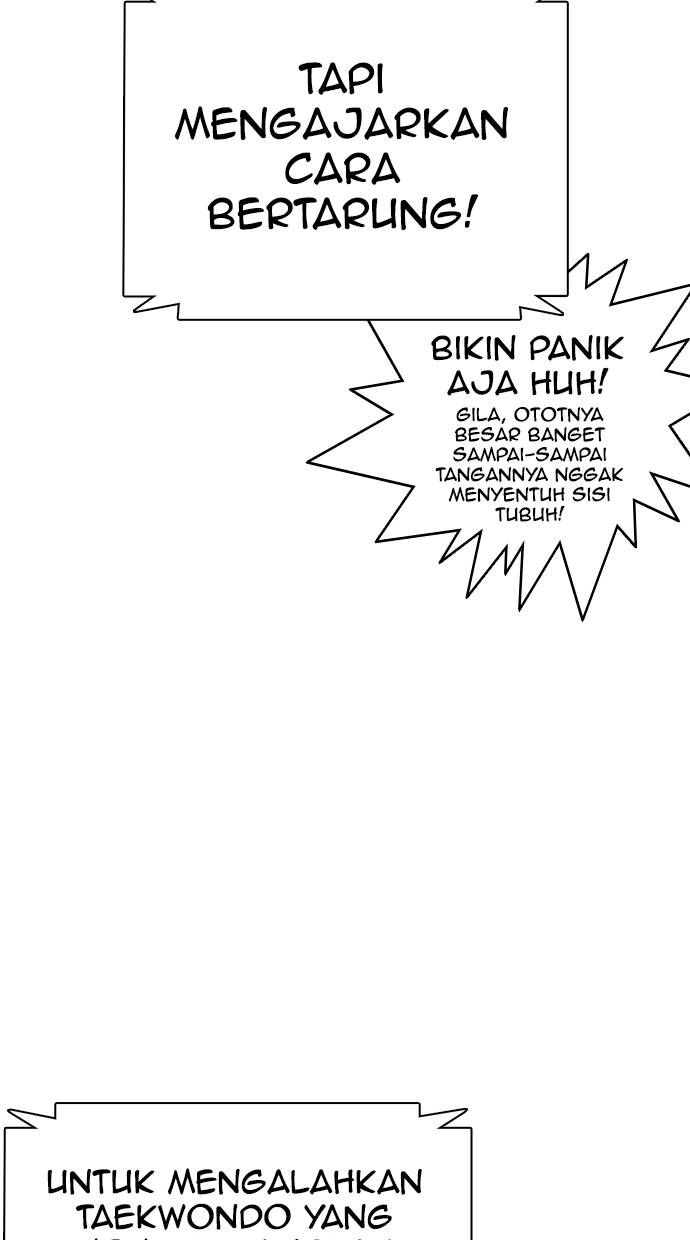 TAPI
MENGAJARKAN
CARA
BERTARUNG!
BIKIN PANIK
AJA HUH!
GILA, OTOTNYA
BESAR BANGET
SAMPAI-SAMPAI
TANGANNYA NGGAK
MENYENTUH SISI
TUBUH!
UNTUK MENGALAHKAN
TAEKWONDO YANG